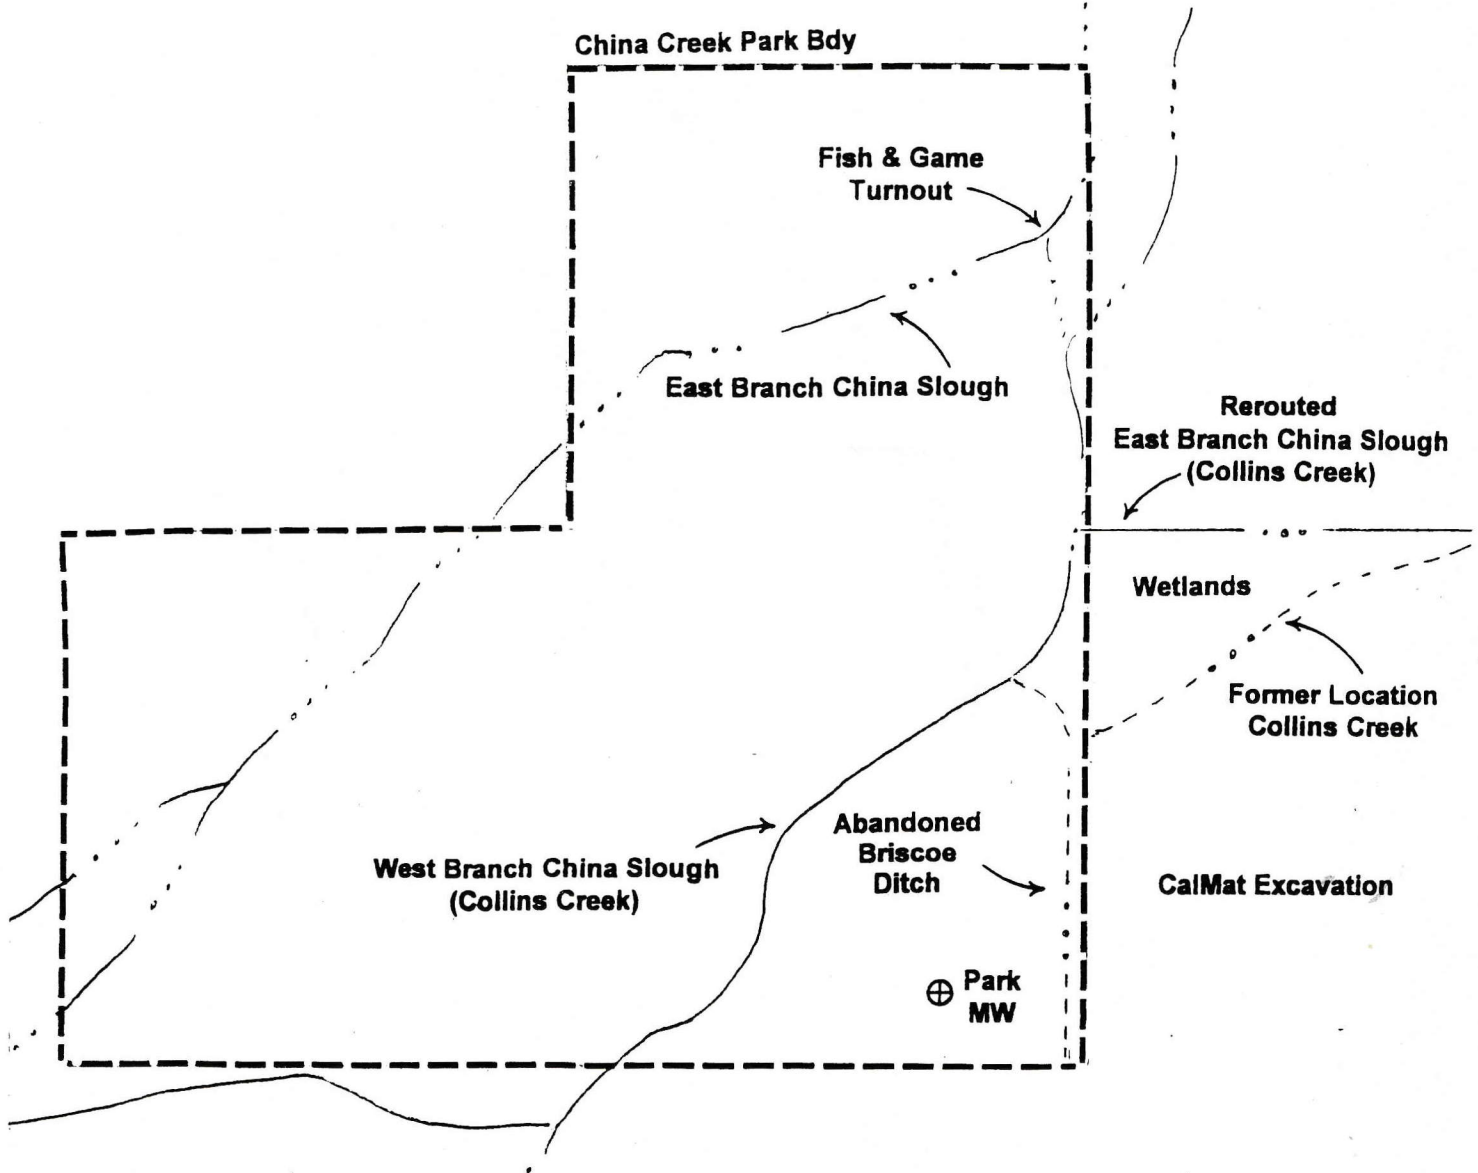 China Creek Park Bdy
Fish & Game
Turnout
East Branch China Slough
Rerouted
East Branch China Slough
(Collins Creek)
Wetlands
Former Location
Collins Creek
West Branch China Slough
(Collins Creek)
Abandoned
Briscoe
Ditch
CalMat Excavation
Park
MW